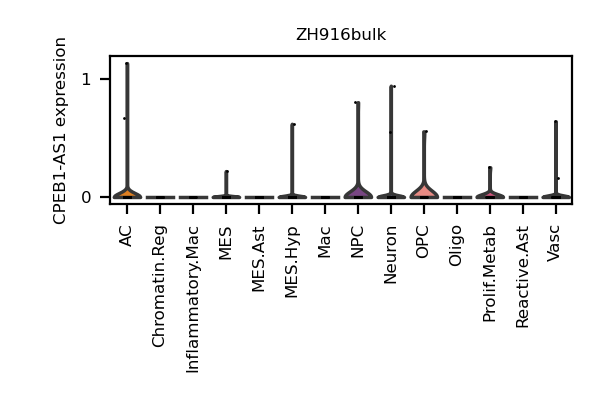 ZH916bulk
CPEB1-AS1 expression
1
0
AC
Chromatin.Reg
Inflammatory.Mac
MES
MES.Ast
MES.Hyp
Mac
NPC
Neuron
OPC
Oligo
Prolif.Metab
Reactive.Ast
Vasc